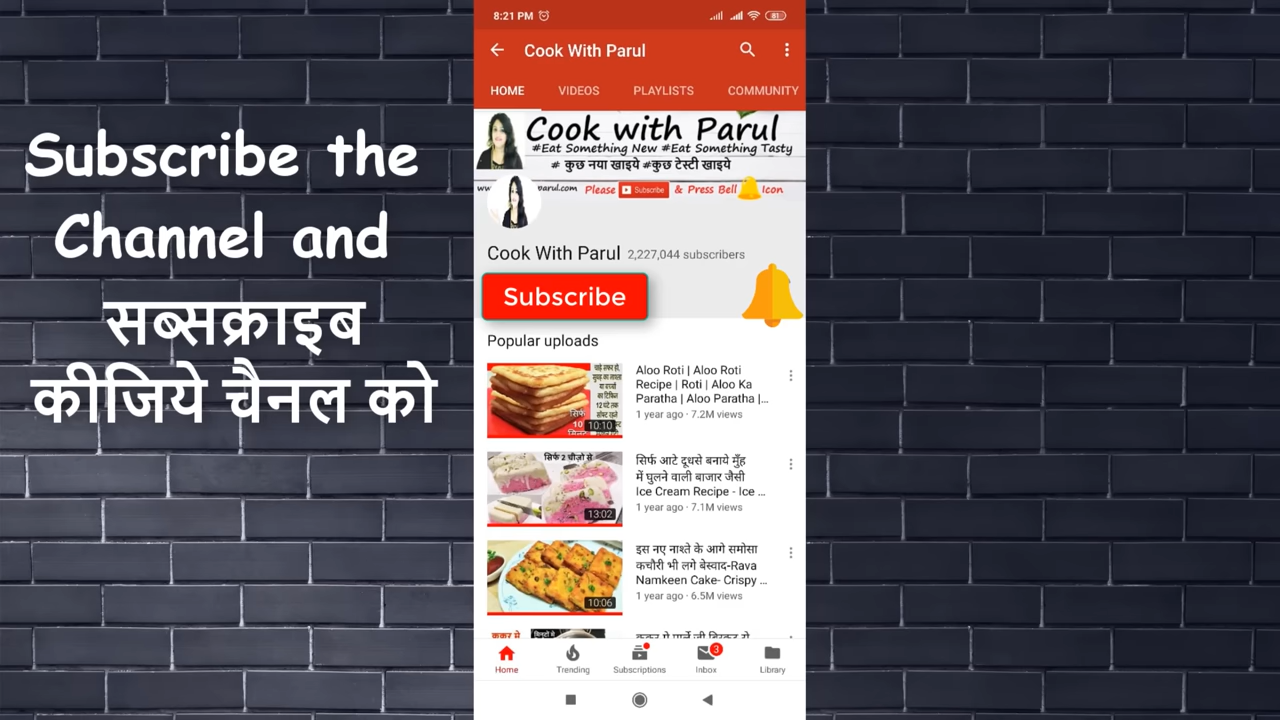 Subscribe the
Channel and
सब्सक्राइब
कीजिये चैनल को
8:21 PM
81
Cook With Parul
HOME VIDEOS PLAYLISTS COMMUNITY
Cook with Parul
#Eat Something New #Eat Something Tasty
# कुछ नया खाइये #कुछ टेस्टी खाइये
Please Subscribe & Press Bell Icon
Cook With Parul 2,227,044 subscribers
Subscribe
Popular uploads
Aloo Roti | Aloo Roti
Recipe | Roti | Aloo Ka
Paratha | Aloo Paratha |...
1 year ago · 7.2M views
सिर्फ
10:10
सिर्फ आटे दूधसे बनाये मुँह
में घुलने वाली बाजार जैसी
Ice Cream Recipe - Ice ...
1 year ago · 7.1M views
सिर्फ 2 चीज़ो से
13:02
इस नए नाश्ते के आगे समोसा
कचौरी भी लगे बेस्वाद-Rava
Namkeen Cake- Crispy ...
1 year ago · 6.5M views
10:06
Home Trending Subscriptions Inbox Library
3